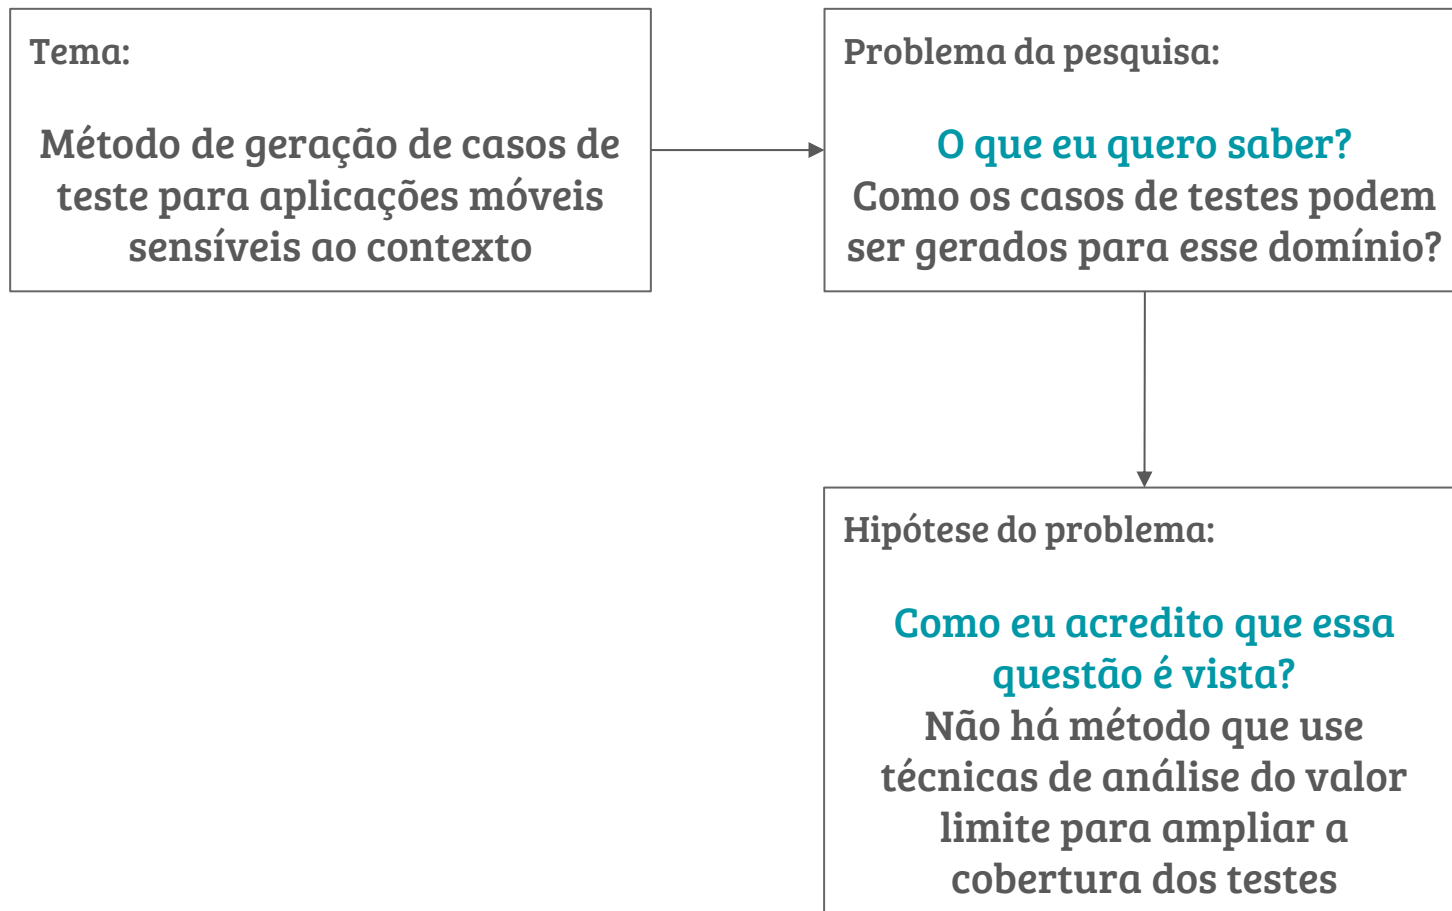 Tema:
Método de geração de casos de
teste para aplicações móveis
sensíveis ao contexto
Problema da pesquisa:
O que eu quero saber?
Como os casos de testes podem
ser gerados para esse domínio?
Hipótese do problema:
Como eu acredito que essa
questão é vista?
Não há método que use
técnicas de análise do valor
limite para ampliar a
cobertura dos testes